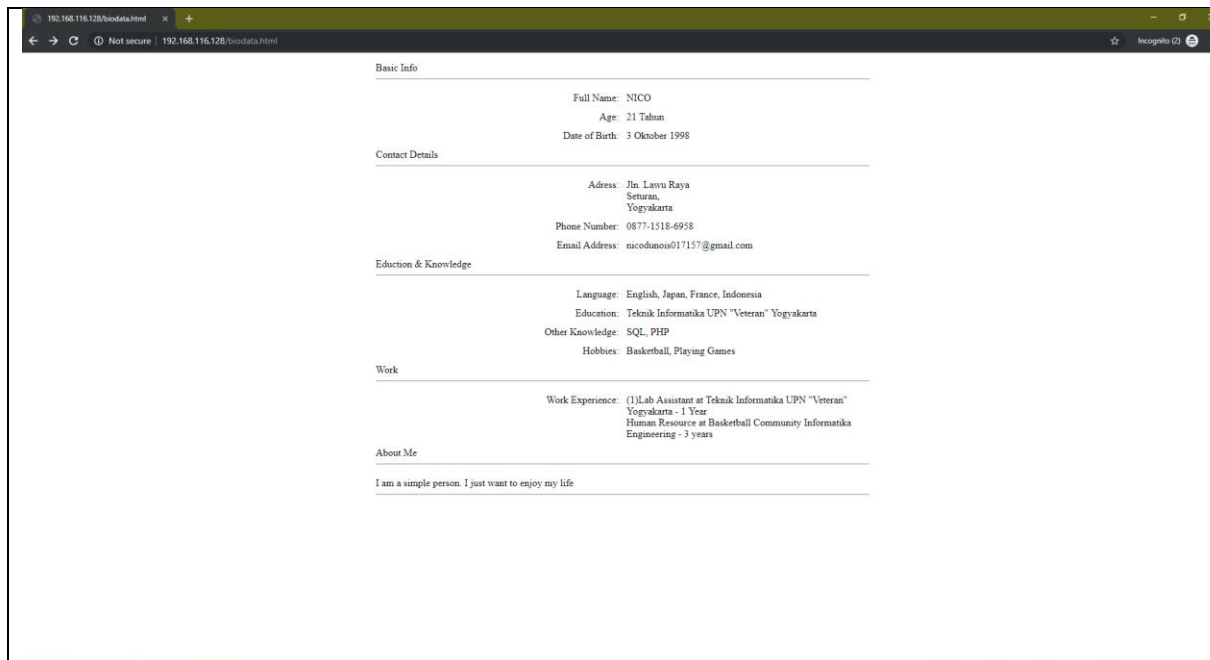 192.168.116.128/biodata.html
Not secure | 192.168.116.128/biodata.html
Incognito (2)
Basic Info
Full Name: NICO
Age: 21 Tahun
Date of Birth: 3 Oktober 1998
Contact Details
Adress: Jln. Lawu Raya
Seturan,
Yogyakarta
Phone Number: 0877-1518-6958
Email Address: nicodunois017157@gmail.com
Eduction & Knowledge
Language: English, Japan, France, Indonesia
Education: Teknik Informatika UPN "Veteran" Yogyakarta
Other Knowledge: SQL, PHP
Hobbies: Basketball, Playing Games
Work
Work Experience: (1)Lab Assistant at Teknik Informatika UPN "Veteran"
Yogyakarta - 1 Year
Human Resource at Basketball Community Informatika
Engineering - 3 years
About Me
I am a simple person. I just want to enjoy my life